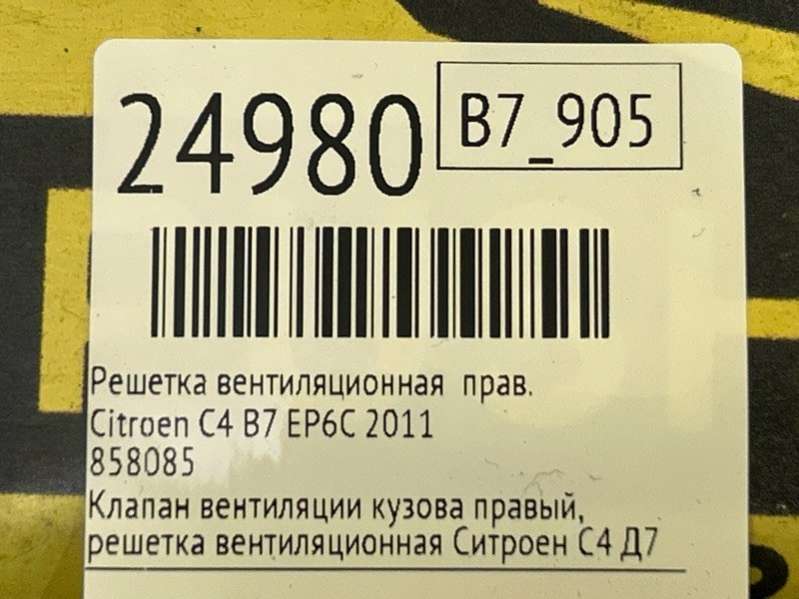 24980
B7_905
Решетка вентиляционная прав.
Citroen C4 B7 EP6C 2011
858085
Клапан вентиляции кузова правый,
решетка вентиляционная Ситроен С4 Д7